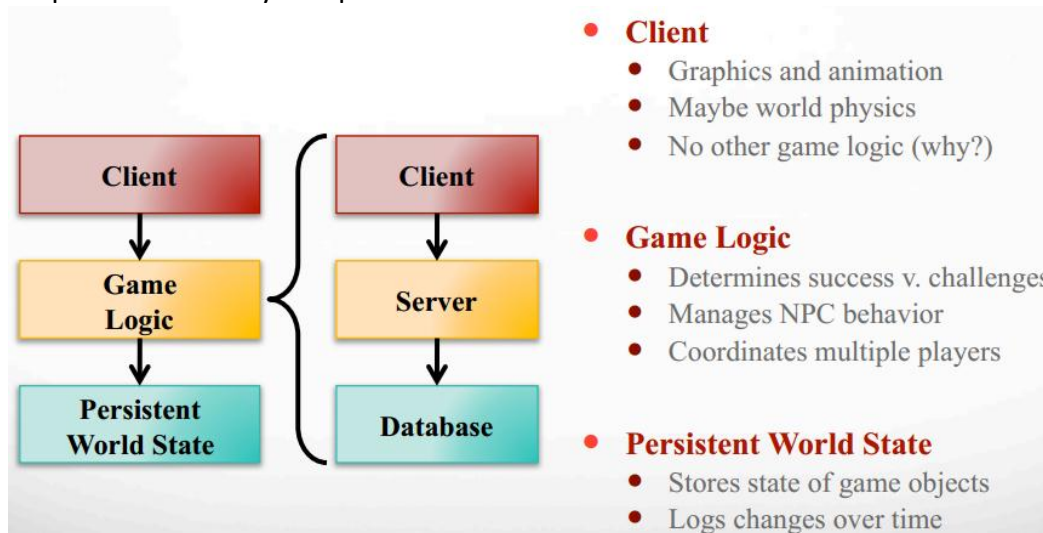 Client
Game
Logic
Persistent
World State
Client
Server
Database
• Client
• Graphics and animation
• Maybe world physics
• No other game logic (why?)
• Game Logic
• Determines success v. challenges
• Manages NPC behavior
• Coordinates multiple players
• Persistent World State
• Stores state of game objects
• Logs changes over time